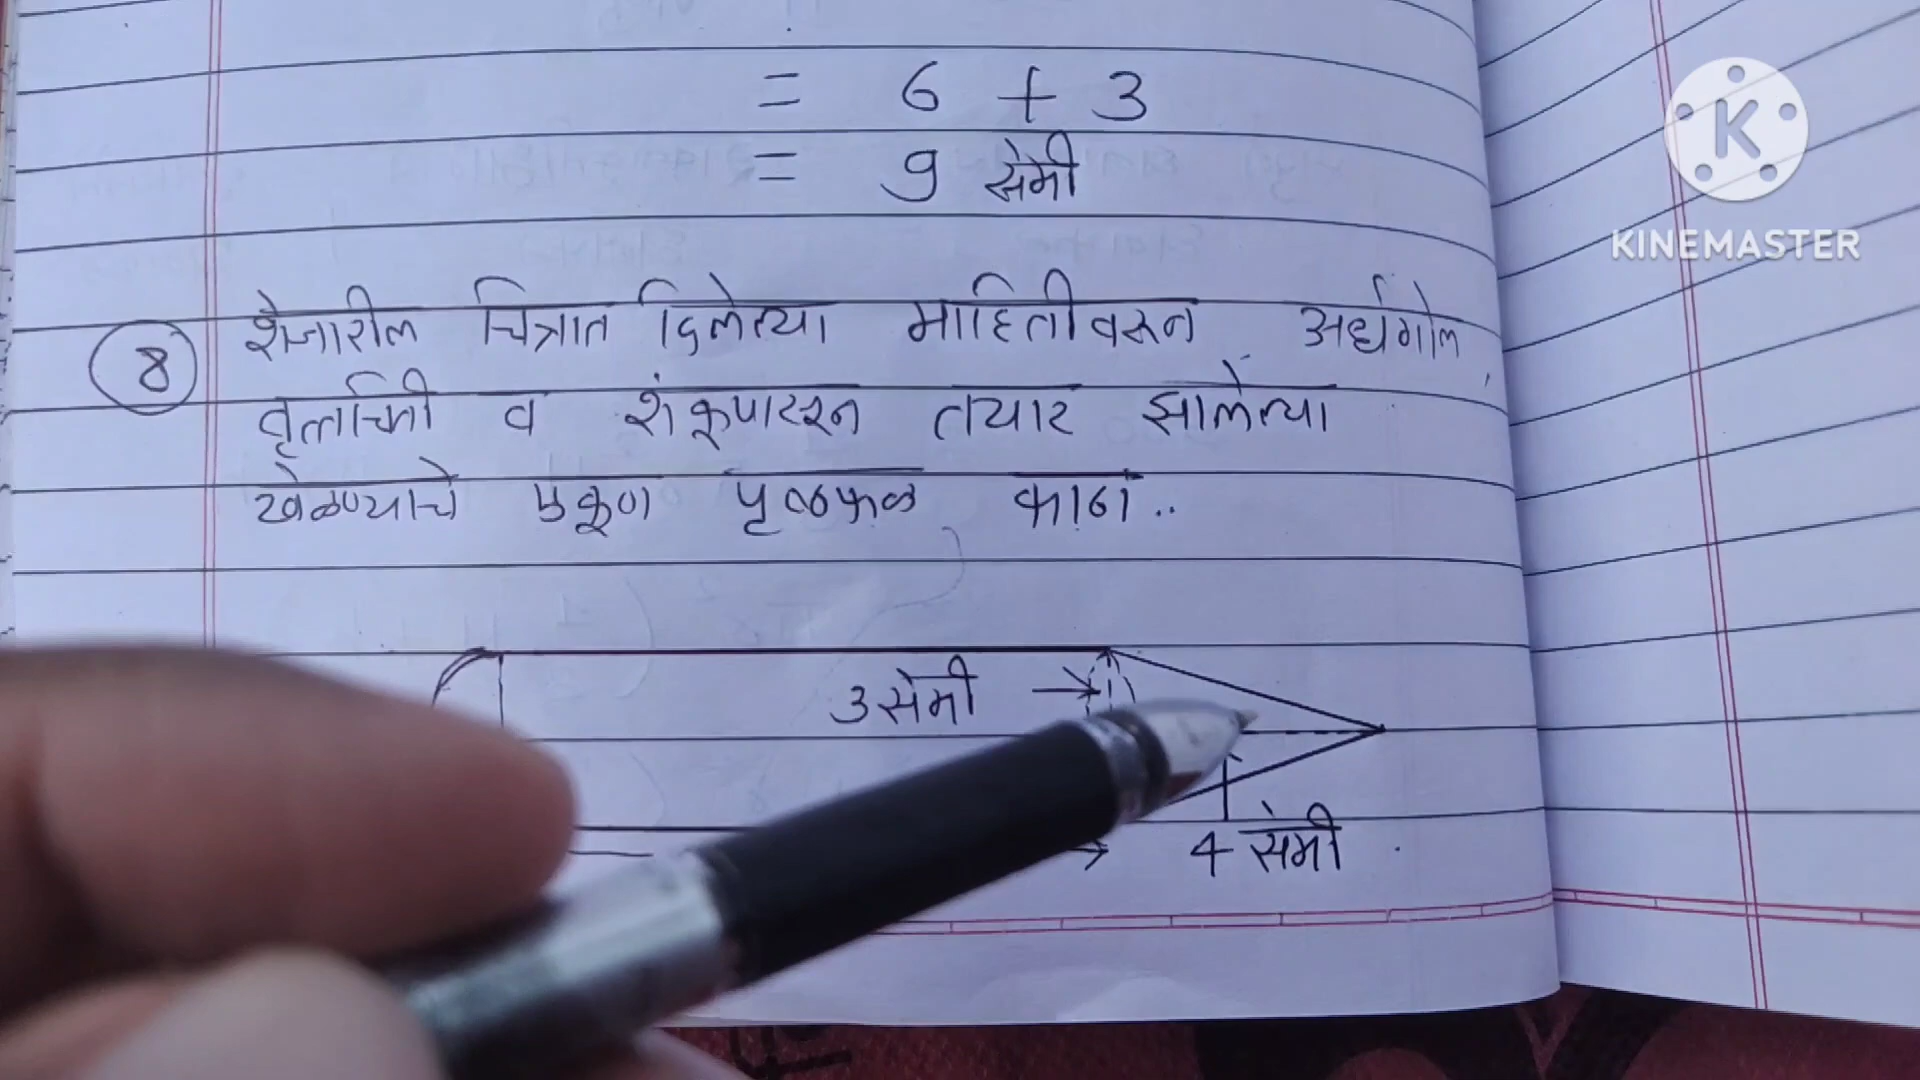 = 6 + 3
= 9 सेमी
KINEMASTER
8 शेजारील चित्रात दिलेल्या माहितीवरून अर्धगोल,
वृत्तचिती व शंकूपासून तयार झालेल्या
खेळण्याचे एकूण पृष्ठफळ काढा..
3 सेमी
4 सेमी